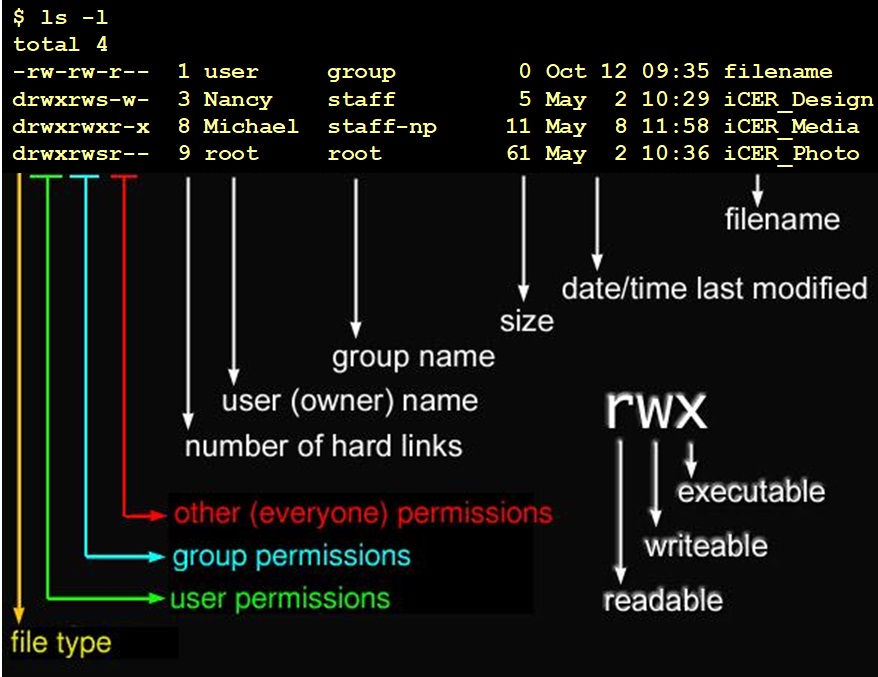 $ ls -l
total 4
-rw-rw-r-- 1 user group 0 Oct 12 09:35 filename
drwxrws-w- 3 Nancy staff 5 May 2 10:29 iCER_Design
drwxrwxr-x 8 Michael staff-np 11 May 8 11:58 iCER_Media
drwxrwsr-- 9 root root 61 May 2 10:36 iCER_Photo
filename
date/time last modified
size
group name
user (owner) name
number of hard links
rwx
executable
other (everyone) permissions
writeable
group permissions
user permissions
readable
file type